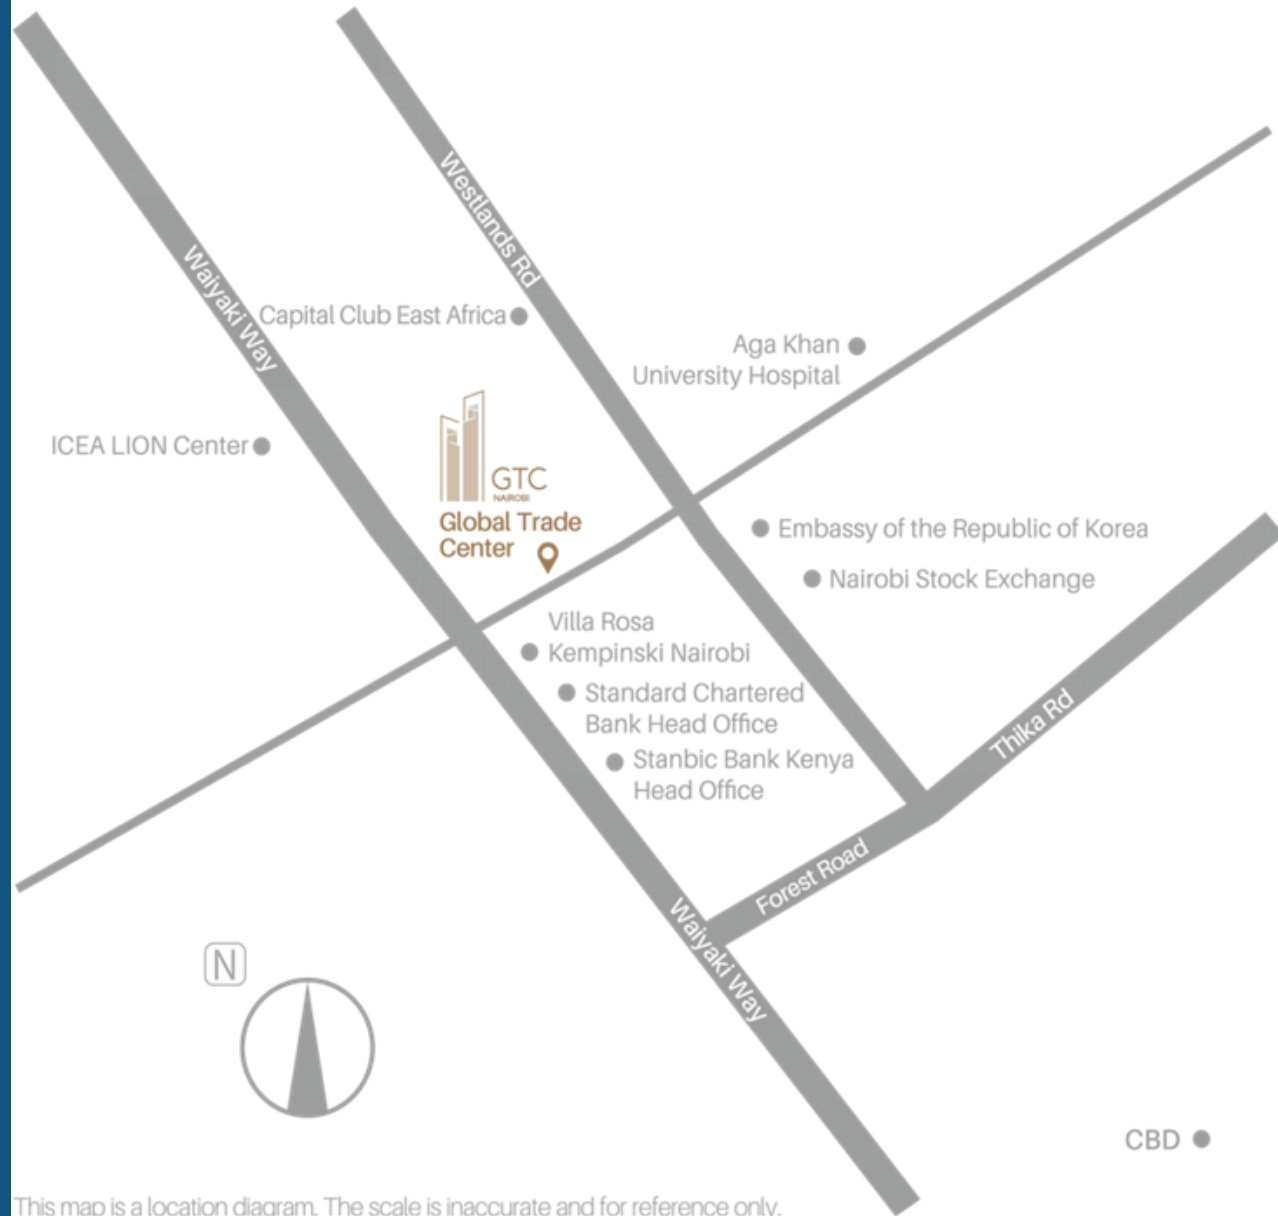 Westlands Rd
Waiyaki Way
Capital Club East Africa
Aga Khan
University Hospital
ICEA LION Center
GTC
NAIROBI
Global Trade
Center
Embassy of the Republic of Korea
Nairobi Stock Exchange
Villa Rosa
Kempinski Nairobi
Standard Chartered
Bank Head Office
Thika Rd
Stanbic Bank Kenya
Head Office
Forest Road
Waiyaki Way
N
CBD
This map is a location diagram. The scale is inaccurate and for reference only.